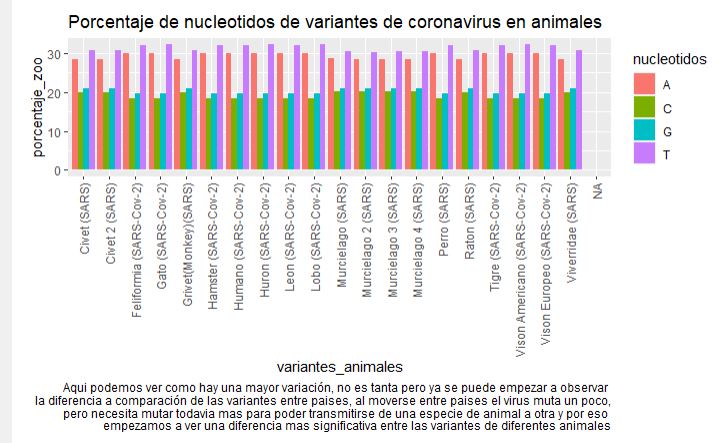 Porcentaje de nucleotidos de variantes de coronavirus en animales
porcentaje_zoo
30
20
10
0
Civet (SARS)
Civet 2 (SARS)
Feliformia (SARS-Cov-2)
Gato (SARS-Cov-2)
Grivet(Monkey)(SARS)
Hamster (SARS-Cov-2)
Humano (SARS-Cov-2)
Huron (SARS-Cov-2)
Leon (SARS-Cov-2)
Lobo (SARS-Cov-2)
Murcielago (SARS)
Murcielago 2 (SARS)
Murcielago 3 (SARS)
Murcielago 4 (SARS)
Perro (SARS)
Raton (SARS)
Tigre (SARS-Cov-2)
Vison Americano (SARS-Cov-2)
Vison Europeo (SARS-Cov-2)
Viverridae (SARS)
NA
variantes_animales
nucleotidos
A
C
G
T
Aqui podemos ver como hay una mayor variación, no es tanta pero ya se puede empezar a observar
la diferencia a comparación de las variantes entre paises, al moverse entre paises el virus muta un poco,
pero necesita mutar todavia mas para poder transmitirse de una especie de animal a otra y por eso
empezamos a ver una diferencia mas significativa entre las variantes de diferentes animales